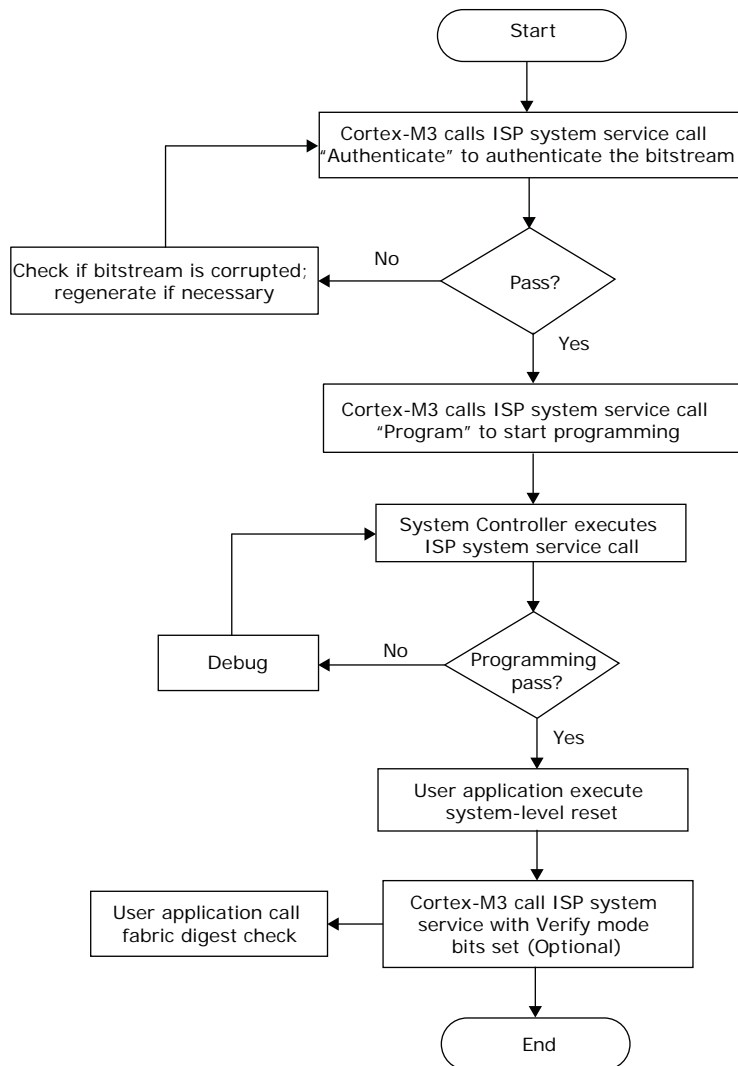 Start
Cortex-M3 calls ISP system service call
"Authenticate" to authenticate the bitstream
No
Check if bitstream is corrupted;
regenerate if necessary
Pass?
Yes
Cortex-M3 calls ISP system service call
"Program" to start programming
System Controller executes
ISP system service call
No
Debug
Programming
pass?
Yes
User application execute
system-level reset
User application call
fabric digest check
Cortex-M3 call ISP system
service with Verify mode
bits set (Optional)
End